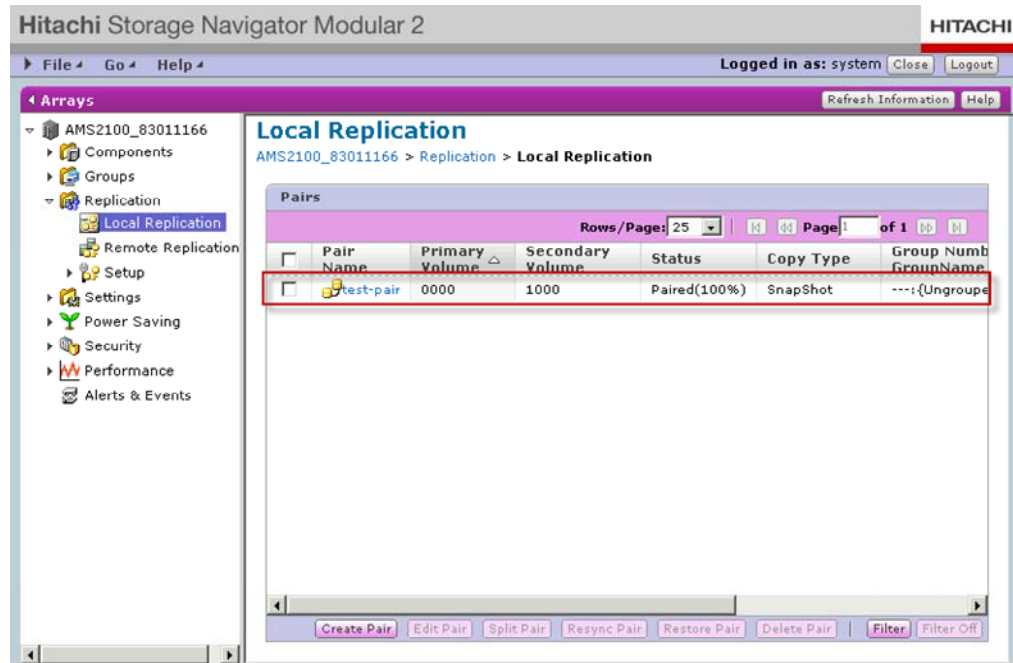 Hitachi Storage Navigator Modular 2
HITACHI
File Go Help
Logged in as: system Close Logout
Arrays
Refresh Information Help
AMS2100_83011166
Components
Groups
Replication
Local Replication
Remote Replication
Setup
Settings
Power Saving
Security
Performance
Alerts & Events
Local Replication
AMS2100_83011166 > Replication > Local Replication
Pairs
Rows/Page: 25 Page 1 of 1
Pair Name Primary Volume Secondary Volume Status Copy Type Group Numb GroupName
test-pair 0000 1000 Paired(100%) SnapShot ---:{Ungroupe
Create Pair Edit Pair Split Pair Resync Pair Restore Pair Delete Pair | Filter Filter Off